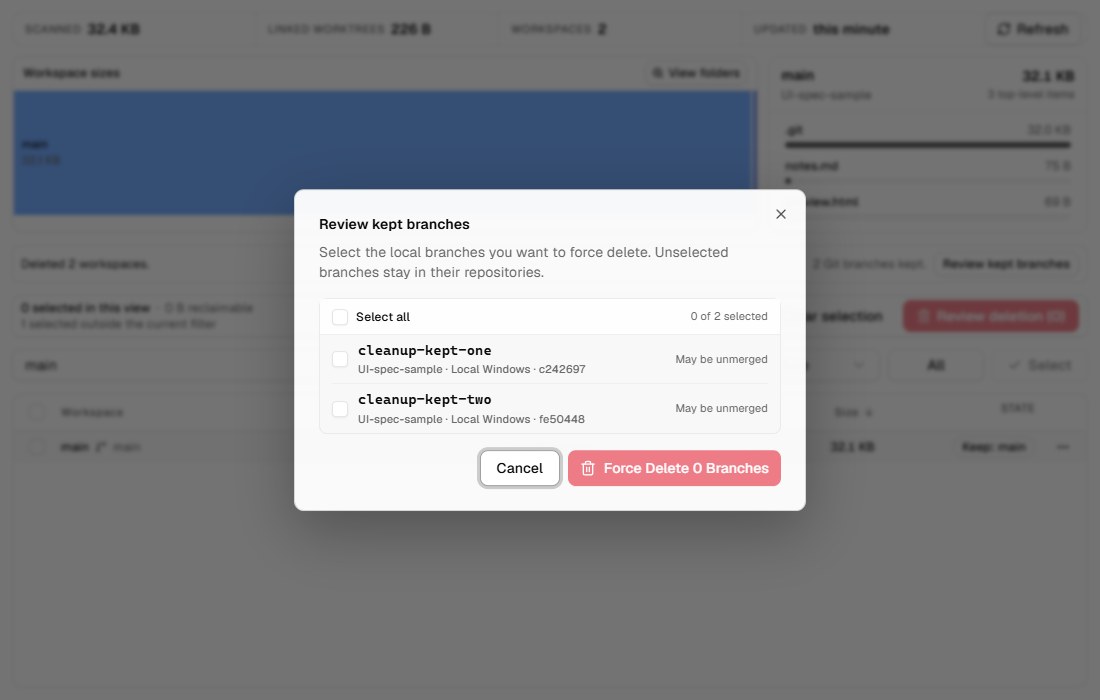 SCANNED 32.4 KB
LINKED WORKTREES 226 B
WORKSPACES 2
UPDATED this minute
Refresh
Workspace sizes
View folders
main
main 32.1 KB
UI-spec-sample 3 top-level items
.git 32.0 KB
notes.md 75 B
69 B
Review kept branches
Select the local branches you want to force delete. Unselected
branches stay in their repositories.
Select all 0 of 2 selected
cleanup-kept-one
UI-spec-sample · Local Windows · c242697
May be unmerged
cleanup-kept-two
UI-spec-sample · Local Windows · fe50448
May be unmerged
Cancel
Force Delete 0 Branches
Deleted 2 workspaces.
2 Git branches kept.
Review kept branches
0 selected in this view · 0 B reclaimable
1 selected outside the current filter
selection
Review deletion (0)
main
All
Select
Workspace
Size
STATE
main main
32.1 KB
Keep: main